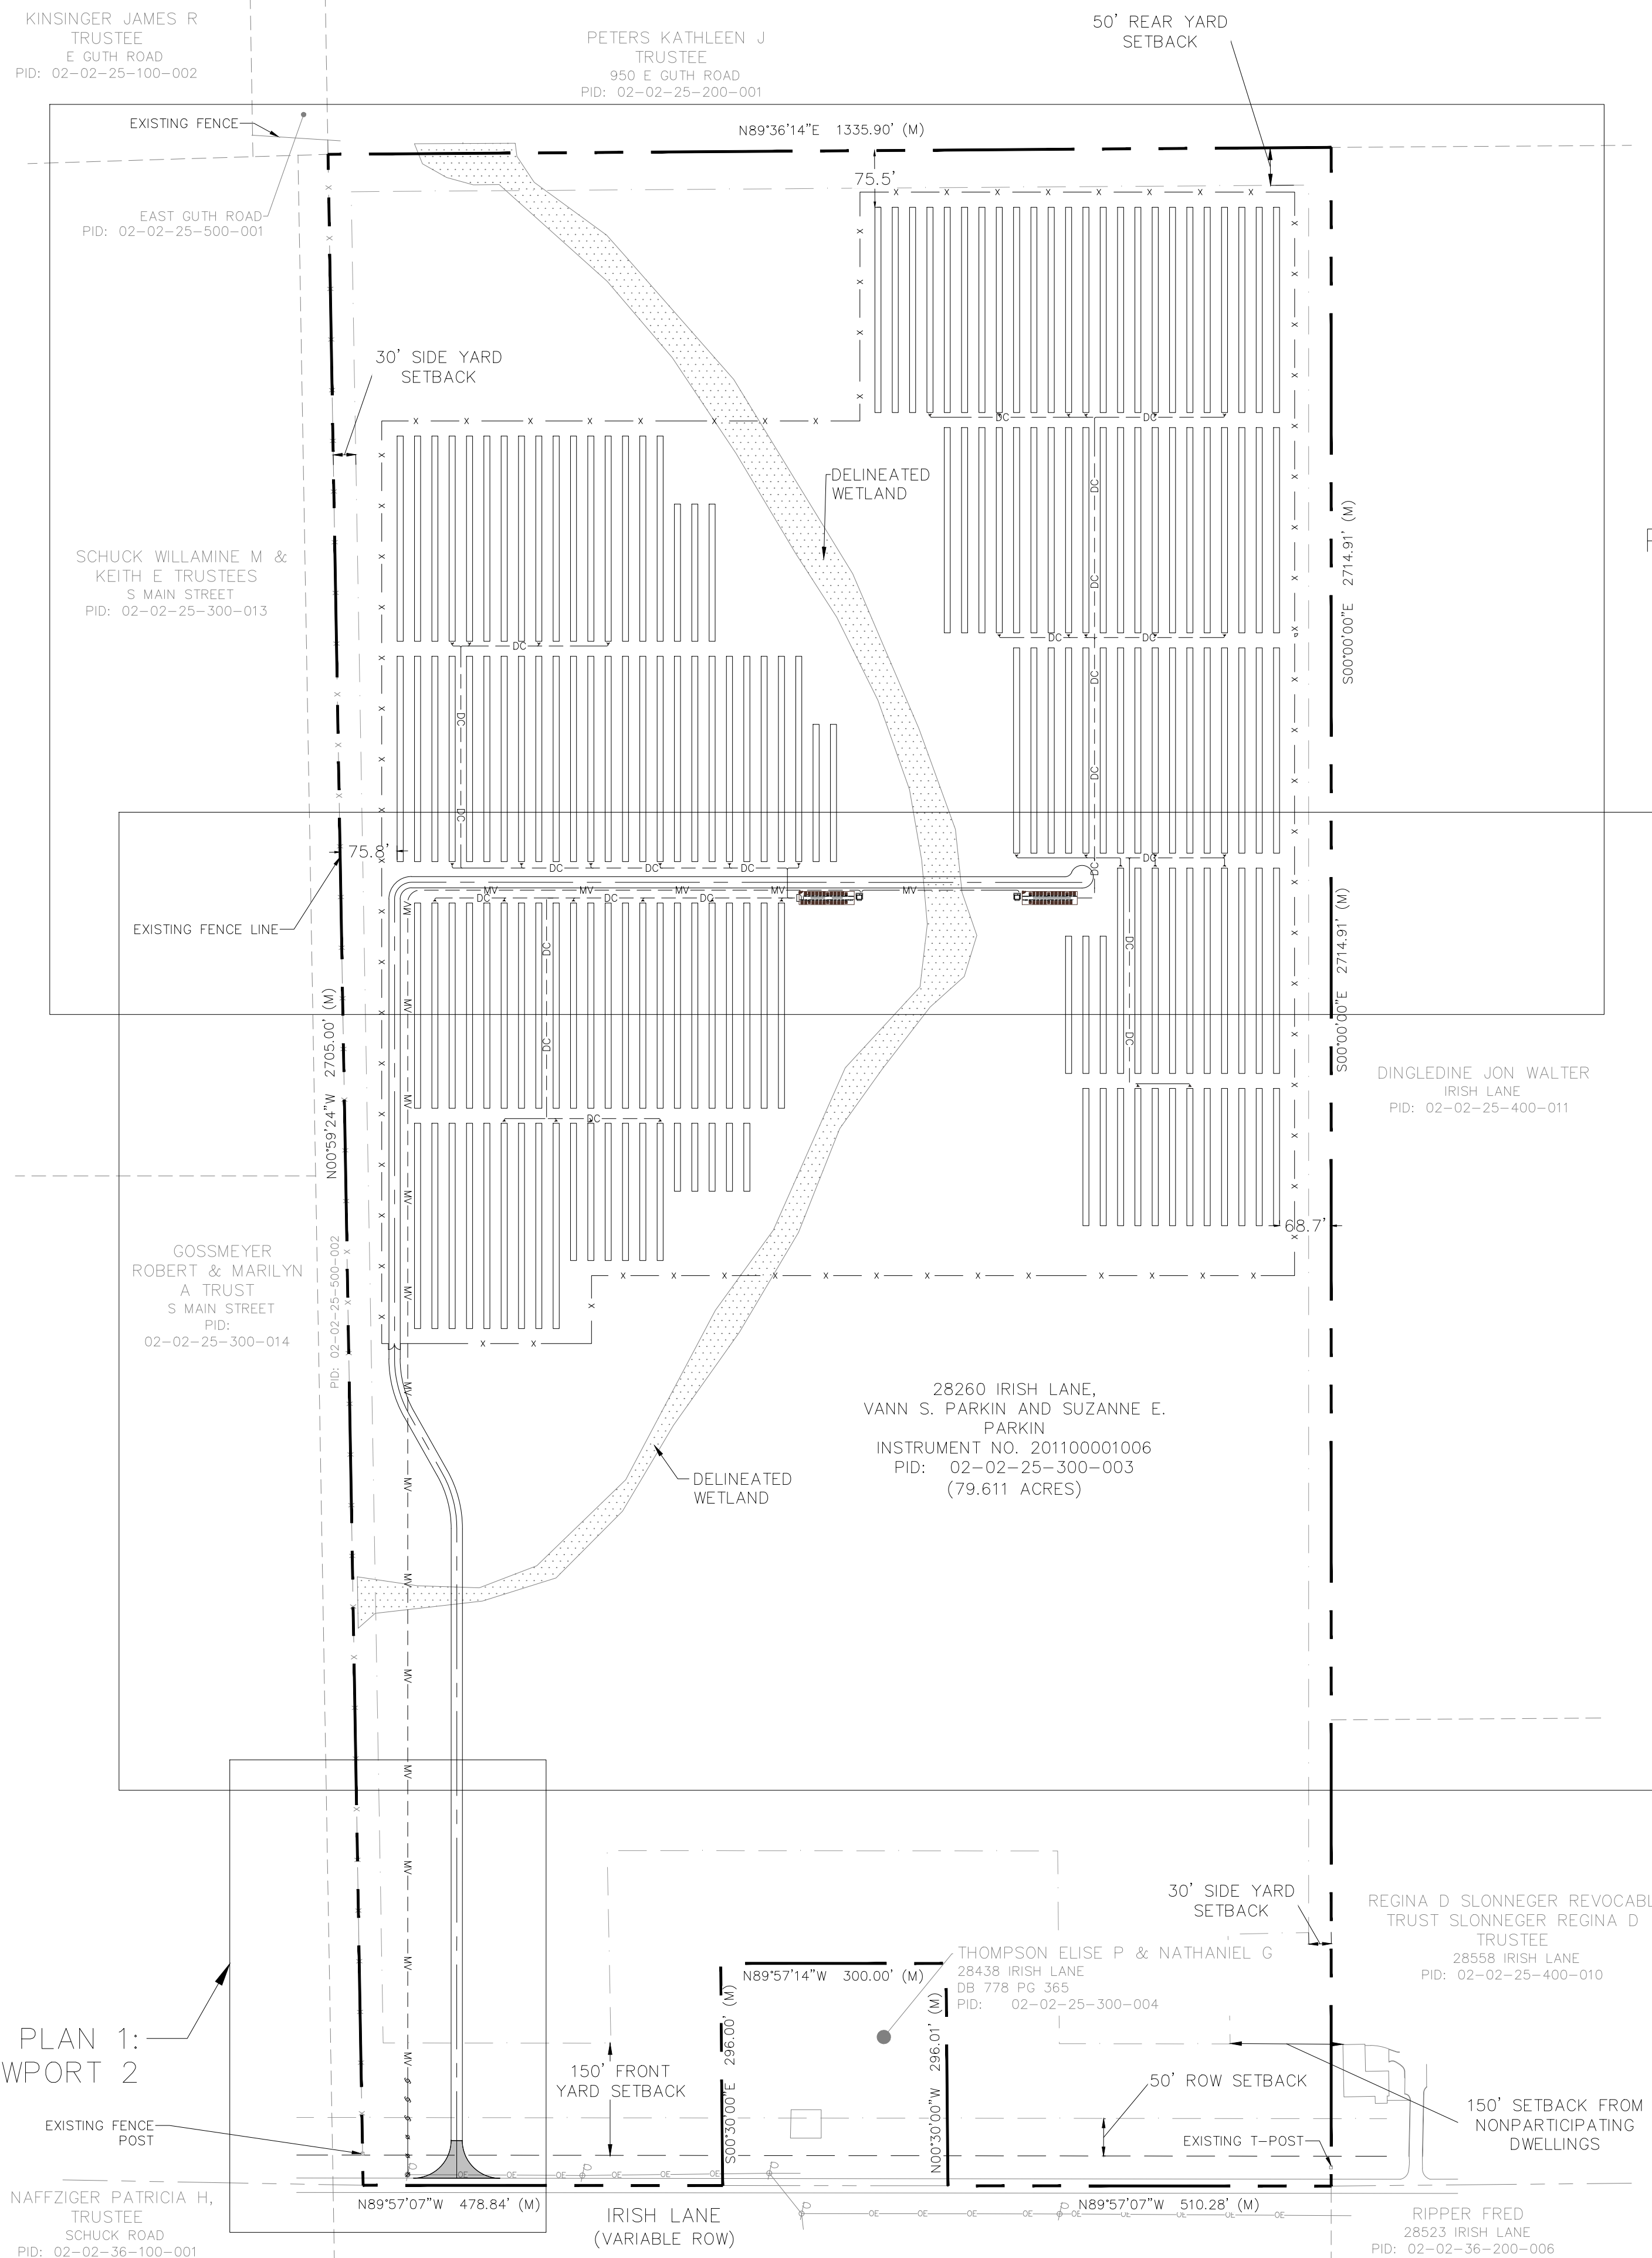 KINSINGER JAMES R
TRUSTEE
E GUTH ROAD
PID: 02-02-25-100-002
PETERS KATHLEEN J
TRUSTEE
950 E GUTH ROAD
PID: 02-02-25-200-001
50' REAR YARD
SETBACK
EXISTING FENCE
N89°36'14"E 1335.90' (M)
75.5'
EAST GUTH ROAD
PID: 02-02-25-500-001
30' SIDE YARD
SETBACK
DELINEATED
WETLAND
SCHUCK WILLAMINE M &
KEITH E TRUSTEES
S MAIN STREET
PID: 02-02-25-300-013
S00°00'00"E 2714.91' (M)
75.8'
EXISTING FENCE LINE
DC
MV
N00°59'24"W 2705.00' (M)
S00°00'00"E 2714.91' (M)
DINGLEDINE JON WALTER
IRISH LANE
PID: 02-02-25-400-011
68.7'
GOSSMEYER
ROBERT & MARILYN
A TRUST
S MAIN STREET
PID:
02-02-25-300-014
PID: 02-02-25-500-002
28260 IRISH LANE,
VANN S. PARKIN AND SUZANNE E.
PARKIN
INSTRUMENT NO. 201100001006
PID: 02-02-25-300-003
(79.611 ACRES)
DELINEATED
WETLAND
30' SIDE YARD
SETBACK
REGINA D SLONNEGER REVOCABL
TRUST SLONNEGER REGINA D
TRUSTEE
28558 IRISH LANE
PID: 02-02-25-400-010
THOMPSON ELISE P & NATHANIEL G
28438 IRISH LANE
DB 778 PG 365
PID: 02-02-25-300-004
N89°57'14"W 300.00' (M)
S00°30'00"E 296.00' (M)
N00°30'00"W 296.01' (M)
PLAN 1:
WPORT 2
150' FRONT
YARD SETBACK
50' ROW SETBACK
150' SETBACK FROM
NONPARTICIPATING
DWELLINGS
EXISTING FENCE
POST
EXISTING T-POST
OE
N89°57'07"W 478.84' (M)
N89°57'07"W 510.28' (M)
IRISH LANE
(VARIABLE ROW)
NAFFZIGER PATRICIA H,
TRUSTEE
SCHUCK ROAD
PID: 02-02-36-100-001
RIPPER FRED
28523 IRISH LANE
PID: 02-02-36-200-006